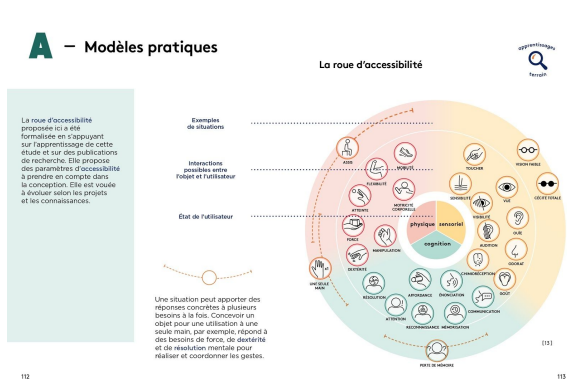 A — Modèles pratiques
La roue d'accessibilité
apprentissages
terrain
La roue d'accessibilité
proposée ici a été
formalisée en s'appuyant
sur l'apprentissage de cette
étude et sur des publications
de recherche. Elle propose
des paramètres d'accessibilité
à prendre en compte dans
la conception. Elle est vouée
à évoluer selon les projets
et les connaissances.
Exemples
de situations
Interactions
possibles entre
l'objet et l'utilisateur
État de l'utilisateur
Une situation peut apporter des
réponses concrètes à plusieurs
besoins à la fois. Concevoir un
objet pour une utilisation à une
seule main, par exemple, répond à
des besoins de force, de dextérité
et de résolution mentale pour
réaliser et coordonner les gestes.
ASSIS
MOBILITÉ
FLEXIBILITÉ
ATTEINTE
MOTRICITÉ
CORPORELLE
FORCE
MANIPULATION
DEXTÉRITÉ
UNE SEULE
MAIN
TOUCHER
VISION FAIBLE
SENSIBILITÉ
VUE
CÉCITÉ TOTALE
VISIBILITÉ
OUÏE
AUDITION
ODORAT
CHIMIORÉCEPTION
GOÛT
physique
sensoriel
cognition
RÉSOLUTION
AFFORDANCE
ÉNONCIATION
COMMUNICATION
ATTENTION
RECONNAISSANCE
MÉMORISATION
PERTE DE MÉMOIRE
[13]
112
113